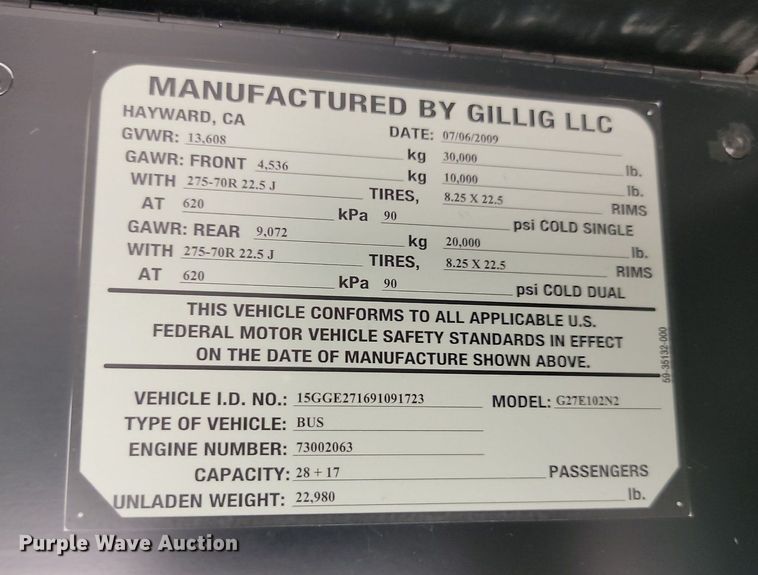 MANUFACTURED BY GILLIG LLC
HAYWARD, CA
GVWR: 13,608 DATE: 07/06/2009
kg 30,000 lb.
GAWR: FRONT 4,536 kg 10,000 lb.
WITH 275-70R 22.5 J TIRES, 8.25 X 22.5 RIMS
AT 620 kPa 90 psi COLD SINGLE
GAWR: REAR 9,072 kg 20,000 lb.
WITH 275-70R 22.5 J TIRES, 8.25 X 22.5 RIMS
AT 620 kPa 90 psi COLD DUAL
THIS VEHICLE CONFORMS TO ALL APPLICABLE U.S.
FEDERAL MOTOR VEHICLE SAFETY STANDARDS IN EFFECT
ON THE DATE OF MANUFACTURE SHOWN ABOVE.
59-35132-000
VEHICLE I.D. NO.: 15GGE271691091723 MODEL: G27E102N2
TYPE OF VEHICLE: BUS
ENGINE NUMBER: 73002063
CAPACITY: 28 + 17 PASSENGERS
UNLADEN WEIGHT: 22,980 lb.
Purple Wave Auction